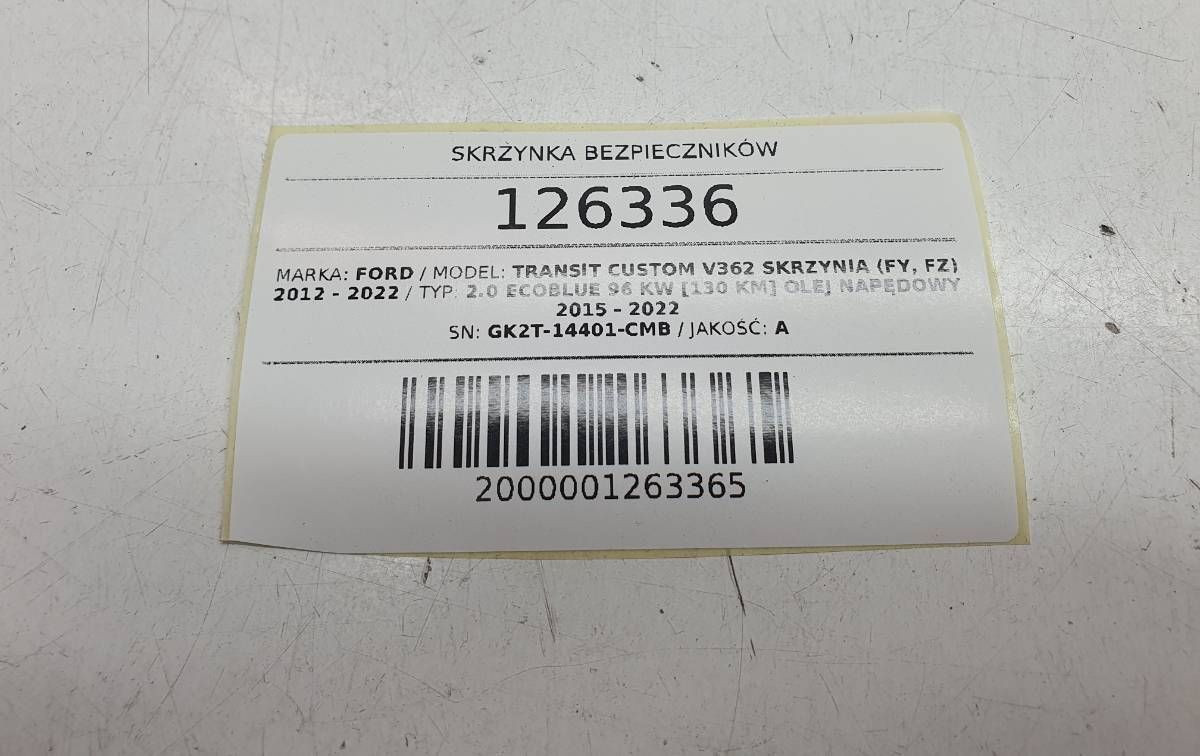 SKRZYNKA BEZPIECZNIKÓW
126336
MARKA: FORD / MODEL: TRANSIT CUSTOM V362 SKRZYNIA (FY, FZ)
2012 - 2022 / TYP: 2.0 ECOBLUE 96 KW [130 KM] OLEJ NAPĘDOWY
2015 - 2022
SN: GK2T-14401-CMB / JAKOŚĆ: A
2000001263365